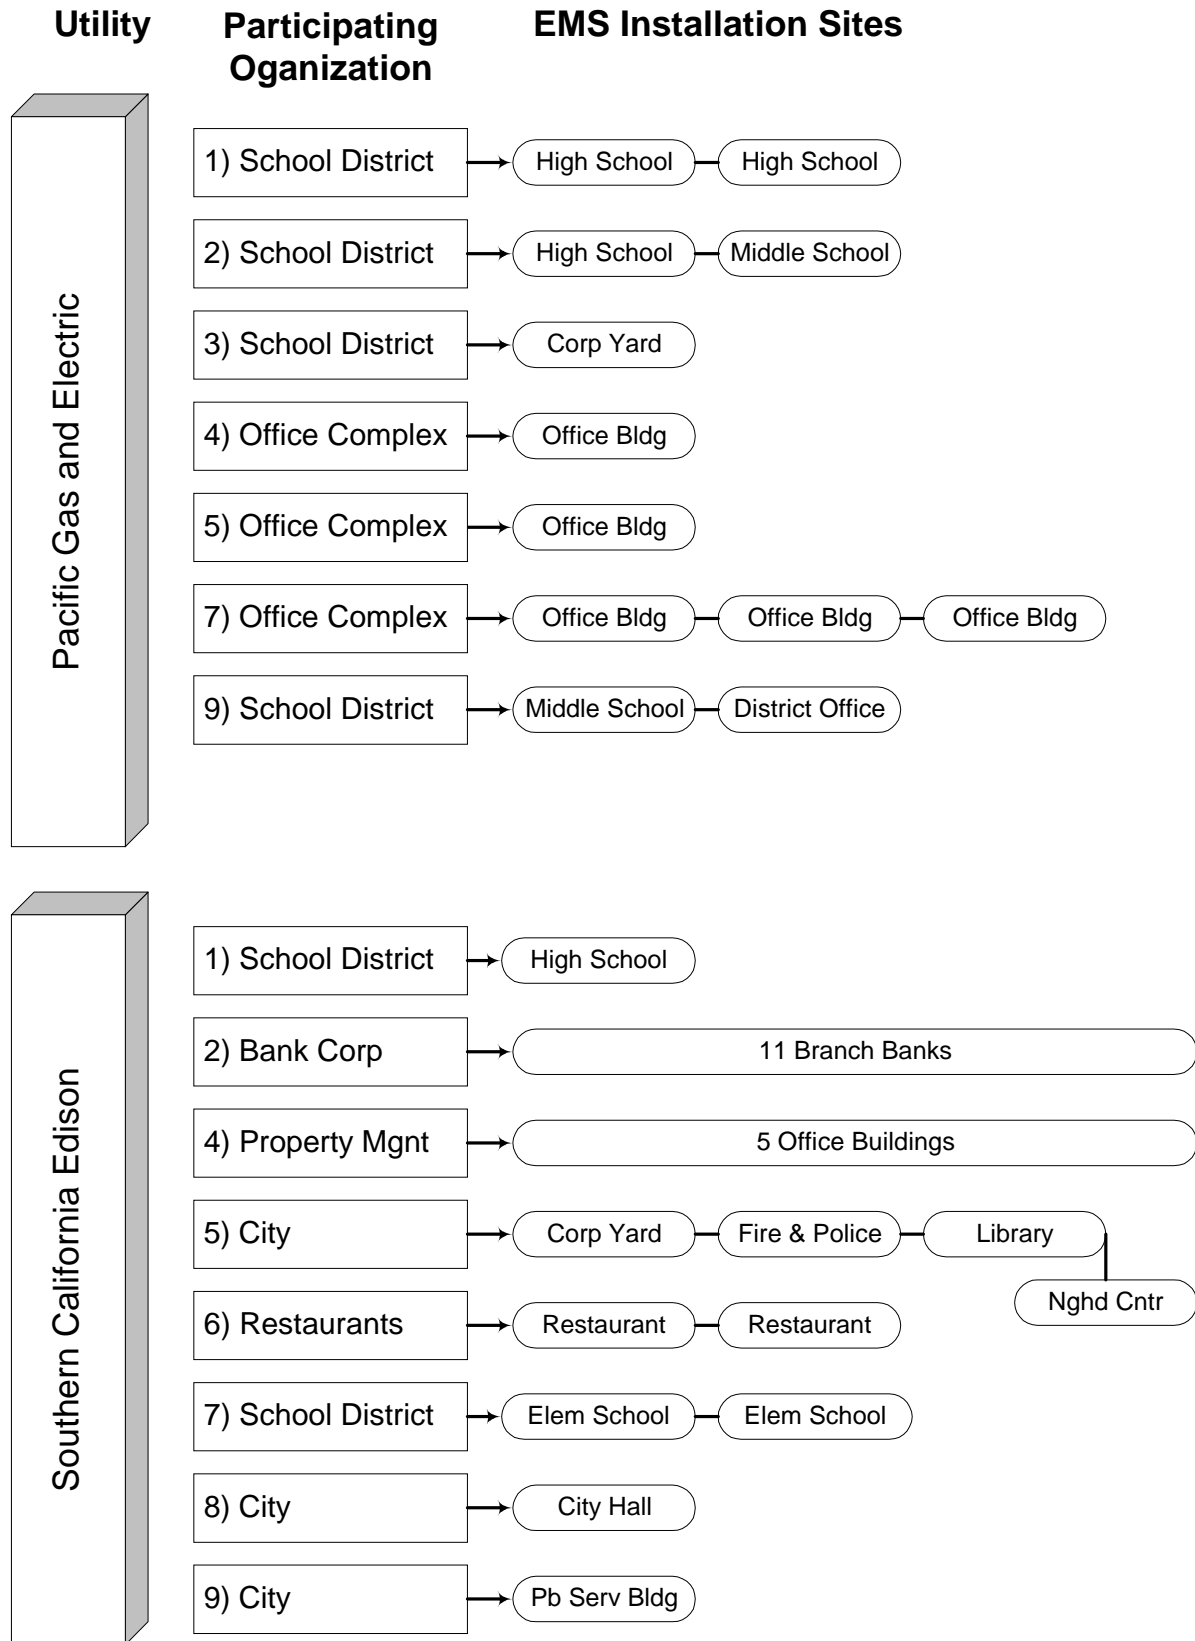 Utility
Participating
Oganization
EMS Installation Sites
Pacific Gas and Electric
1) School District
High School
High School
2) School District
High School
Middle School
3) School District
Corp Yard
4) Office Complex
Office Bldg
5) Office Complex
Office Bldg
7) Office Complex
Office Bldg
Office Bldg
Office Bldg
9) School District
Middle School
District Office
Southern California Edison
1) School District
High School
2) Bank Corp
11 Branch Banks
4) Property Mgnt
5 Office Buildings
5) City
Corp Yard
Fire & Police
Library
Nghd Cntr
6) Restaurants
Restaurant
Restaurant
7) School District
Elem School
Elem School
8) City
City Hall
9) City
Pb Serv Bldg